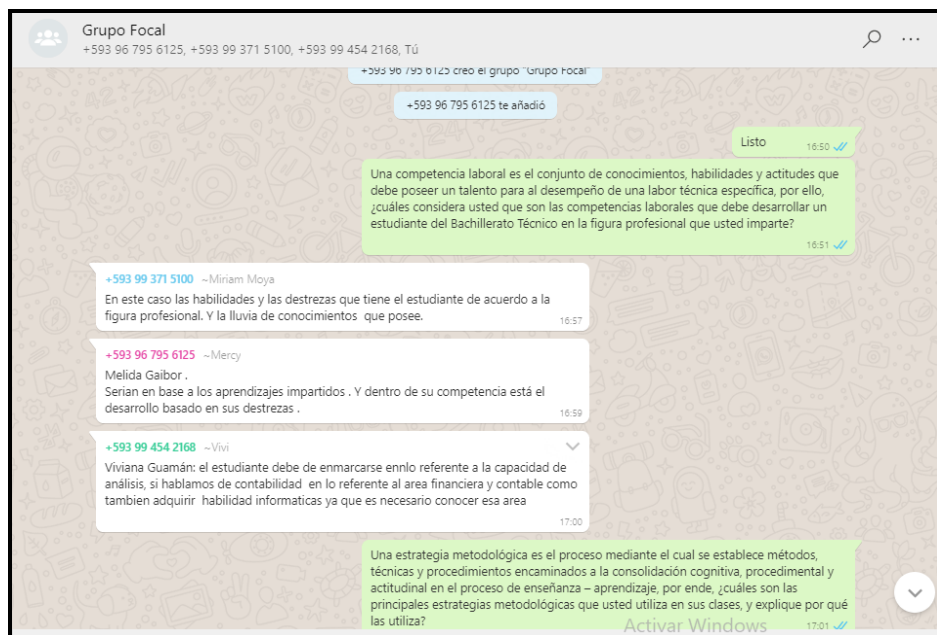 Grupo Focal
+593 96 795 6125, +593 99 371 5100, +593 99 454 2168, Tú
+593 96 795 6125 creó el grupo "Grupo Focal"
+593 96 795 6125 te añadió
Listo
16:50
Una competencia laboral es el conjunto de conocimientos, habilidades y actitudes que
debe poseer un talento para al desempeño de una labor técnica específica, por ello,
¿cuáles considera usted que son las competencias laborales que debe desarrollar un
estudiante del Bachillerato Técnico en la figura profesional que usted imparte?
16:51
+593 99 371 5100 ~Miriam Moya
En este caso las habilidades y las destrezas que tiene el estudiante de acuerdo a la
figura profesional. Y la lluvia de conocimientos que posee.
16:57
+593 96 795 6125 ~Mercy
Melida Gaibor .
Serian en base a los aprendizajes impartidos . Y dentro de su competencia está el
desarrollo basado en sus destrezas .
16:59
+593 99 454 2168 ~Vivi
Viviana Guamán: el estudiante debe de enmarcarse ennlo referente a la capacidad de
análisis, si hablamos de contabilidad en lo referente al area financiera y contable como
tambien adquirir habilidad informaticas ya que es necesario conocer esa area
17:00
Una estrategia metodológica es el proceso mediante el cual se establece métodos,
técnicas y procedimientos encaminados a la consolidación cognitiva, procedimental y
actitudinal en el proceso de enseñanza – aprendizaje, por ende, ¿cuáles son las
principales estrategias metodológicas que usted utiliza en sus clases, y explique por qué
las utiliza?
Activar Windows
17:01